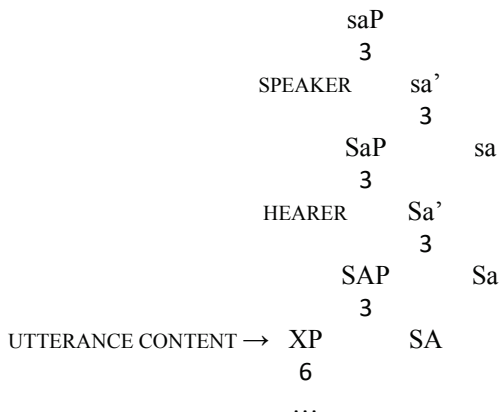 saP
3
SPEAKER sa’
3
SaP sa
3
HEARER Sa’
3
SAP Sa
3
UTTERANCE CONTENT → XP SA
6
…